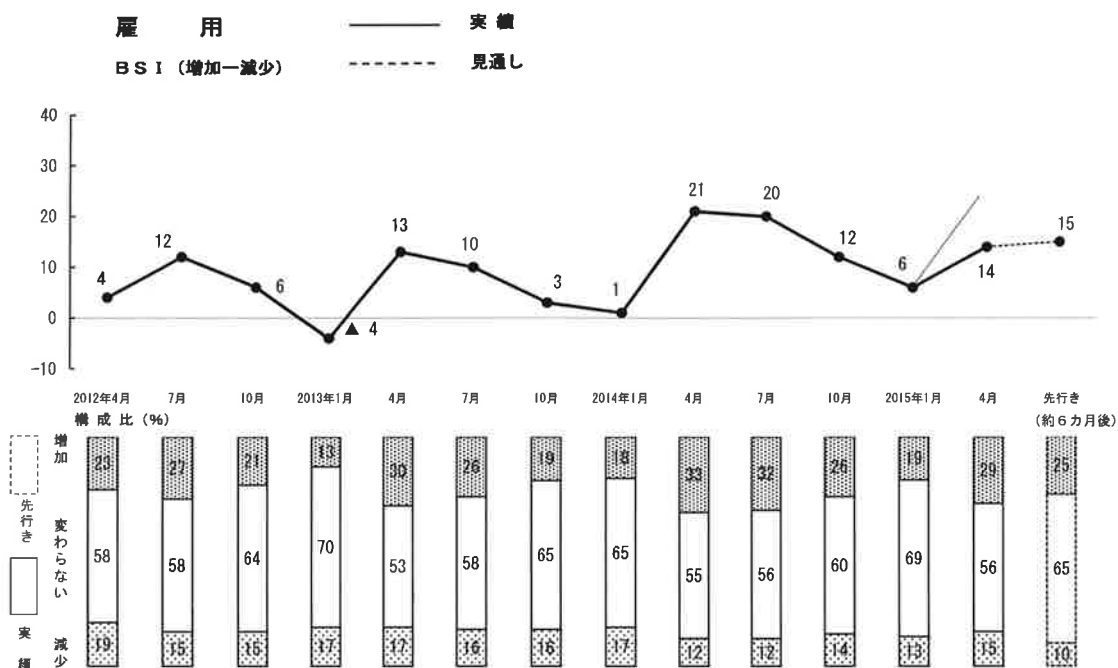 雇用
実績
BSI（増加－減少）
見通し
40
30
20
10
0
-10
4
12
6
▲ 4
13
10
3
1
21
20
12
6
14
15
2012年4月 7月 10月 2013年1月 4月 7月 10月 2014年1月 4月 7月 10月 2015年1月 4月 先行き
構成比（%） （約6カ月後）
増加
変わらない
減少
先行き
実績
23 27 21 13 30 26 19 18 33 32 26 19 29 25
58 58 64 70 53 58 65 65 55 56 60 69 56 65
19 15 15 17 17 16 16 17 12 12 14 13 15 10